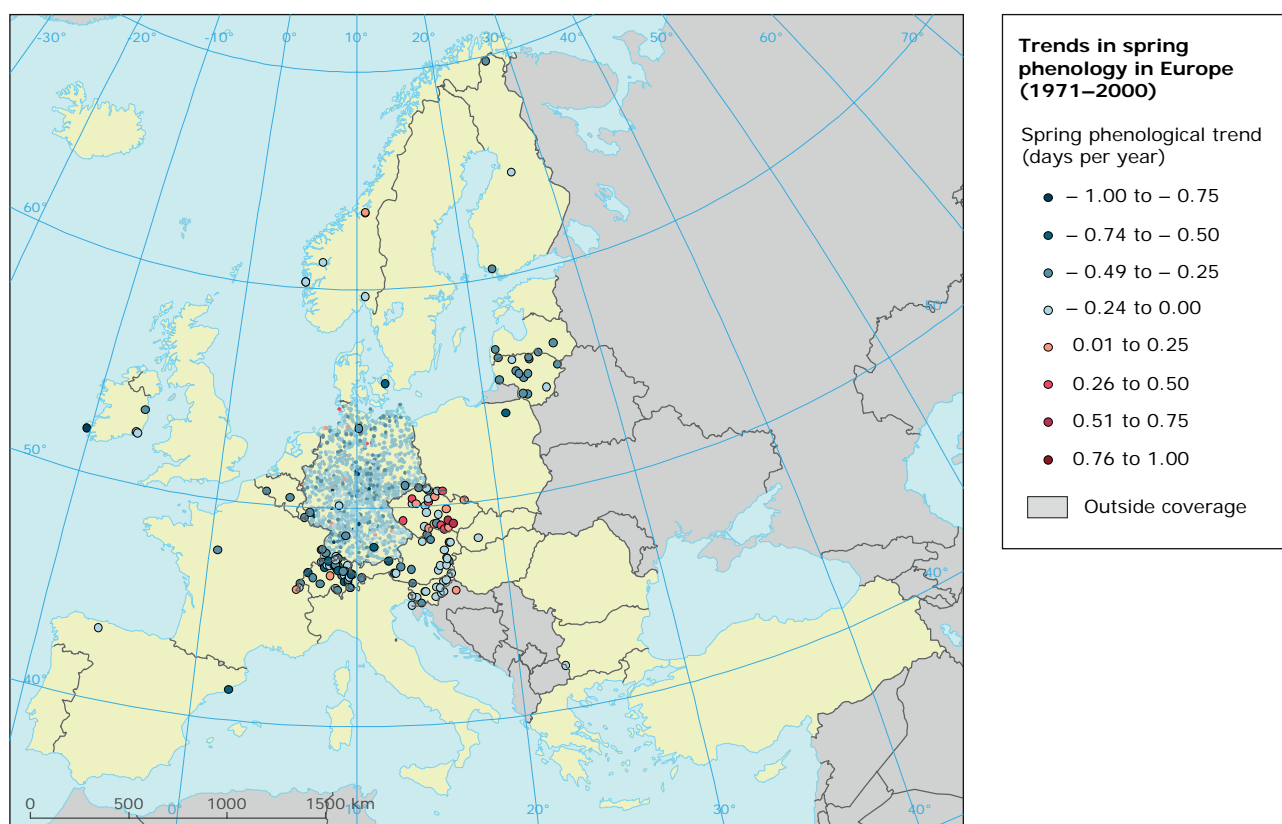 -30°
-20°
-10°
0°
10°
20°
30°
40°
50°
60°
70°
60°
50°
50°
40°
40°
0
500
1000
1500 km
0°
10°
20°
30°
40°
Trends in spring
phenology in Europe
(1971–2000)
Spring phenological trend
(days per year)
– 1.00 to – 0.75
– 0.74 to – 0.50
– 0.49 to – 0.25
– 0.24 to 0.00
0.01 to 0.25
0.26 to 0.50
0.51 to 0.75
0.76 to 1.00
Outside coverage